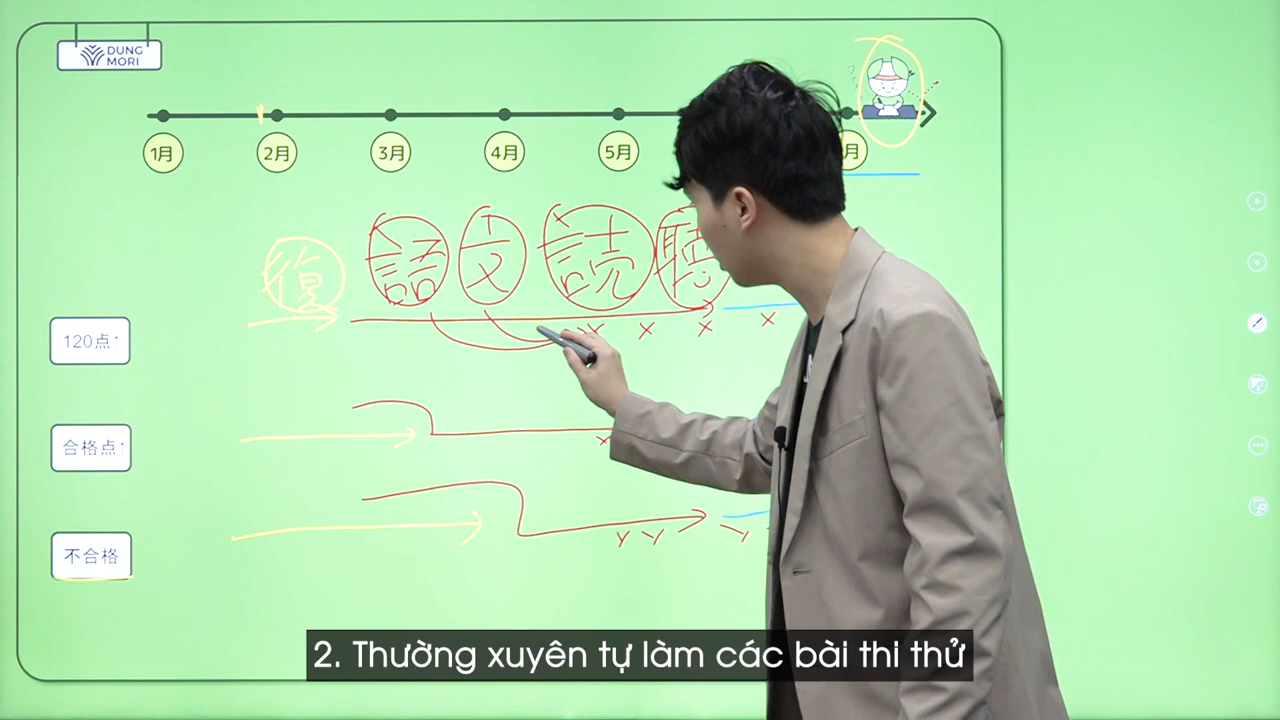 DUNG
MORI
1月
2月
3月
4月
5月
月
復 語 文 読 聴
120点↑
合格点↑
不合格
2. Thường xuyên tự làm các bài thi thử